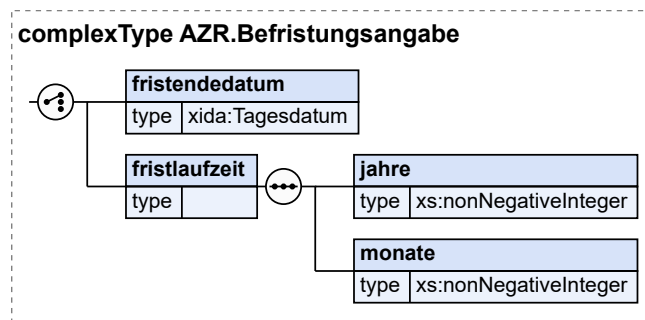 complexType AZR.Befristungsangabe
fristendedatum
type xida:Tagesdatum
fristlaufzeit
type
jahre
type xs:nonNegativeInteger
monate
type xs:nonNegativeInteger